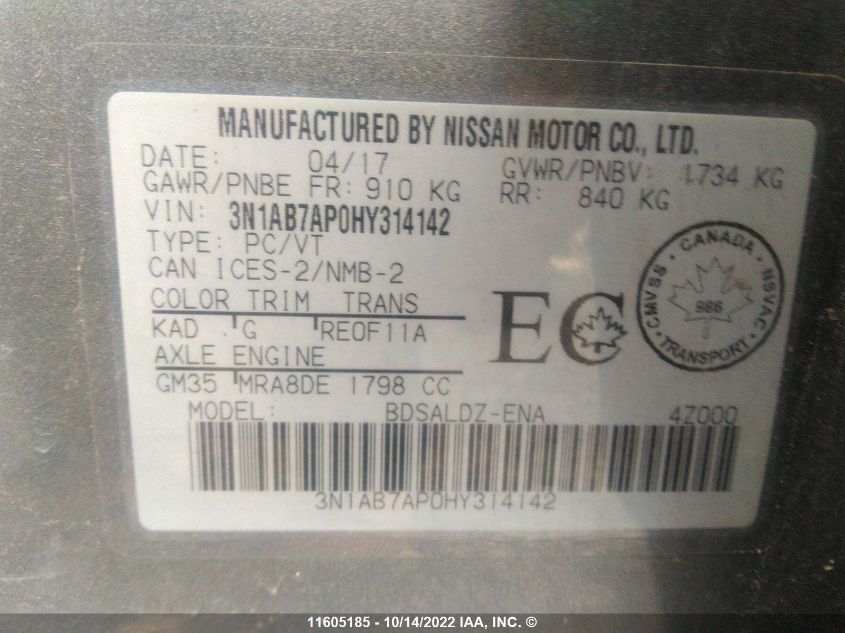 MANUFACTURED BY NISSAN MOTOR CO., LTD.
DATE: 04/17 GVWR/PNBV: 1734 KG
GAWR/PNBE FR: 910 KG RR: 840 KG
VIN: 3N1AB7AP0HY314142
TYPE: PC/VT
CAN ICES-2/NMB-2
COLOR TRIM TRANS
KAD G RE0F11A
AXLE ENGINE
GM35 MRA8DE 1798 CC
EC
CMVSS · CANADA · NSVAC · TRANSPORT ·
986
MODEL: BDSALDZ-ENA 4Z000
3N1AB7AP0HY314142
11605185 - 10/14/2022 IAA, INC. ©